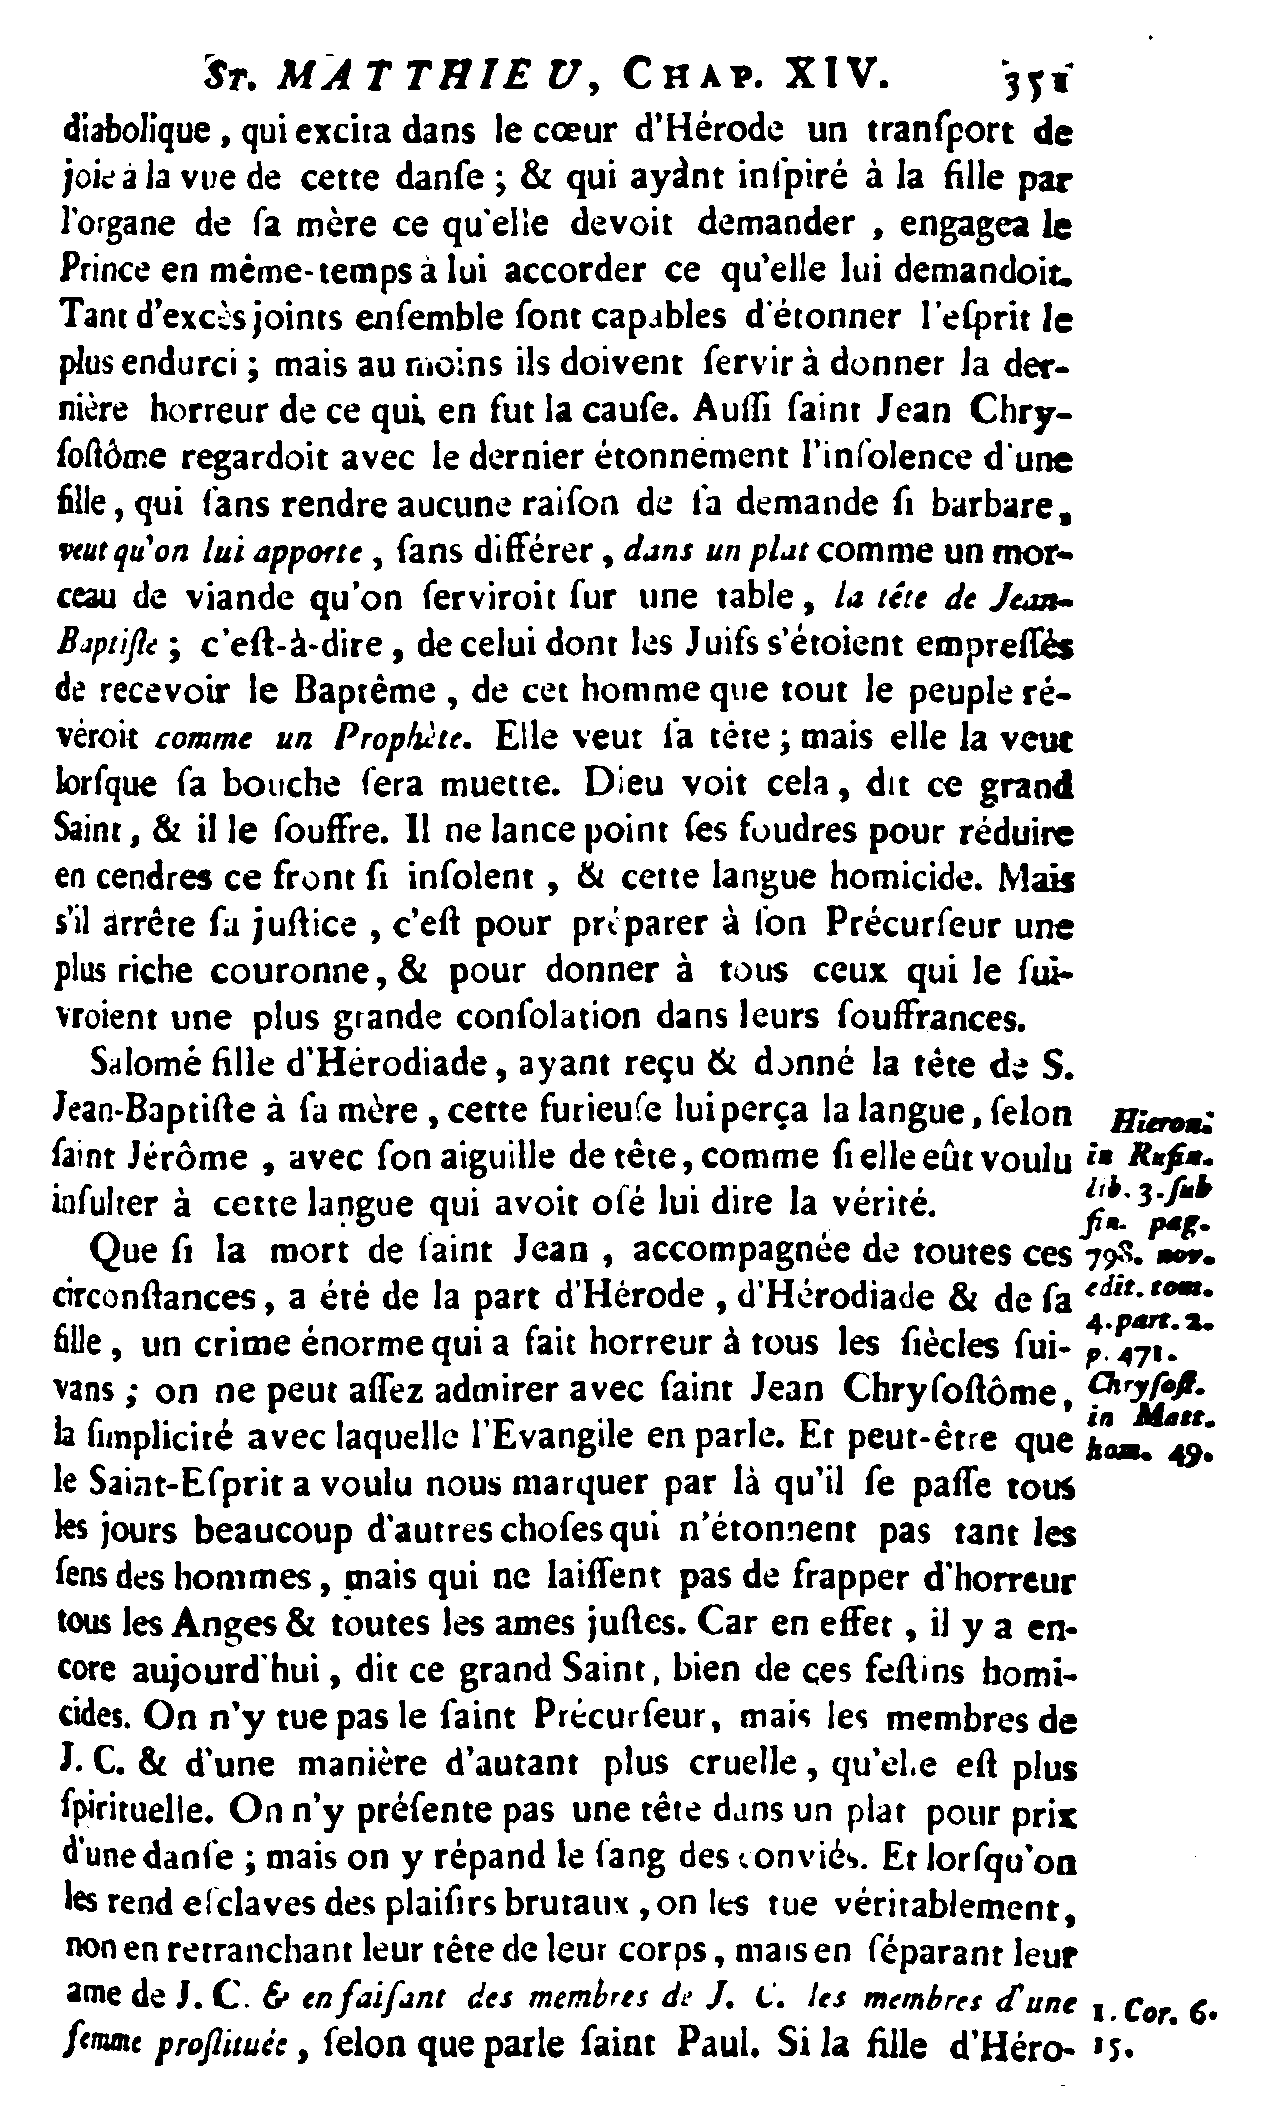 St. MATTHIEU, CHAP. XIV. 351
diabolique, qui excita dans le cœur d'Hérode un tranſport de
joie à la vue de cette danſe ; & qui ayant inſpiré à la fille par
l'organe de ſa mère ce qu'elle devoit demander , engagea le
Prince en même-temps à lui accorder ce qu'elle lui demandoit.
Tant d'excès joints enſemble ſont capables d'étonner l'eſprit le
plus endurci ; mais au moins ils doivent ſervir à donner la der-
nière horreur de ce qui en fut la cauſe. Auſſi ſaint Jean Chry-
ſoſtôme regardoit avec le dernier étonnement l'inſolence d'une
fille, qui ſans rendre aucune raiſon de ſa demande ſi barbare,
veut qu'on lui apporte, ſans différer, dans un plat comme un mor-
ceau de viande qu'on ſerviroit ſur une table, la tête de Jean-
Baptiſte ; c'eſt-à-dire, de celui dont les Juifs s'étoient empreſſés
de recevoir le Baptême, de cet homme que tout le peuple ré-
véroit comme un Prophète. Elle veut ſa tête ; mais elle la veut
lorſque ſa bouche ſera muette. Dieu voit cela, dit ce grand
Saint, & il le ſouffre. Il ne lance point ſes foudres pour réduire
en cendres ce front ſi inſolent , & cette langue homicide. Mais
s'il arrête ſa juſtice , c'eſt pour préparer à ſon Précurſeur une
plus riche couronne, & pour donner à tous ceux qui le ſui-
vroient une plus grande conſolation dans leurs ſouffrances.
Salomé fille d'Hérodiade, ayant reçu & donné la tête de S.
Jean-Baptiſte à ſa mère, cette furieuſe lui perça la langue, ſelon
ſaint Jérôme , avec ſon aiguille de tête, comme ſi elle eût voulu
inſulter à cette langue qui avoit oſé lui dire la vérité.
Hieron.
in Rufin.
lib. 3. ſub
fin. pag.
798. nov.
edit. tom.
4. part. 2.
p. 471.
Que ſi la mort de ſaint Jean , accompagnée de toutes ces
circonſtances, a été de la part d'Hérode , d'Hérodiade & de ſa
fille, un crime énorme qui a fait horreur à tous les ſiècles ſui-
vans ; on ne peut aſſez admirer avec ſaint Jean Chryſoſtôme,
la ſimplicité avec laquelle l'Evangile en parle. Et peut-être que
Chryſoſt.
in Matt.
hom. 49.
le Saint-Eſprit a voulu nous marquer par là qu'il ſe paſſe tous
les jours beaucoup d'autres choſes qui n'étonnent pas tant les
ſens des hommes, mais qui ne laiſſent pas de frapper d'horreur
tous les Anges & toutes les ames juſtes. Car en effet , il y a en-
core aujourd'hui, dit ce grand Saint, bien de ces feſtins homi-
cides. On n'y tue pas le ſaint Précurſeur, mais les membres de
J. C. & d'une manière d'autant plus cruelle, qu'elle eſt plus
ſpirituelle. On n'y préſente pas une tête dans un plat pour prix
d'une danſe ; mais on y répand le ſang des conviés. Et lorſqu'on
les rend eſclaves des plaiſirs brutaux, on les tue véritablement,
non en retranchant leur tête de leur corps, mais en ſéparant leur
ame de J. C. & en faiſant des membres de J. C. les membres d'une
femme proſtituée, ſelon que parle ſaint Paul. Si la fille d'Héro-
1. Cor. 6.
15.